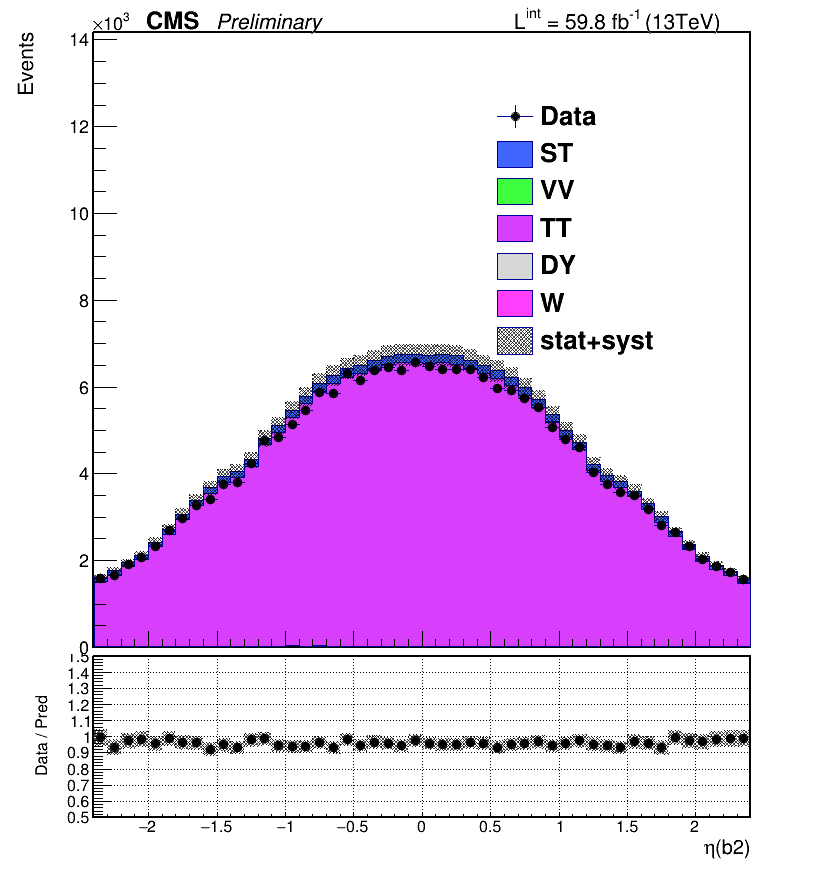 ×10³ CMS Preliminary L^int = 59.8 fb⁻¹ (13TeV)
Events
14
12
10
8
6
4
2
0
Data
ST
VV
TT
DY
W
stat+syst
Data / Pred
1.5
1.4
1.3
1.2
1.1
1
0.9
0.8
0.7
0.6
0.5
−2 −1.5 −1 −0.5 0 0.5 1 1.5 2
η(b2)